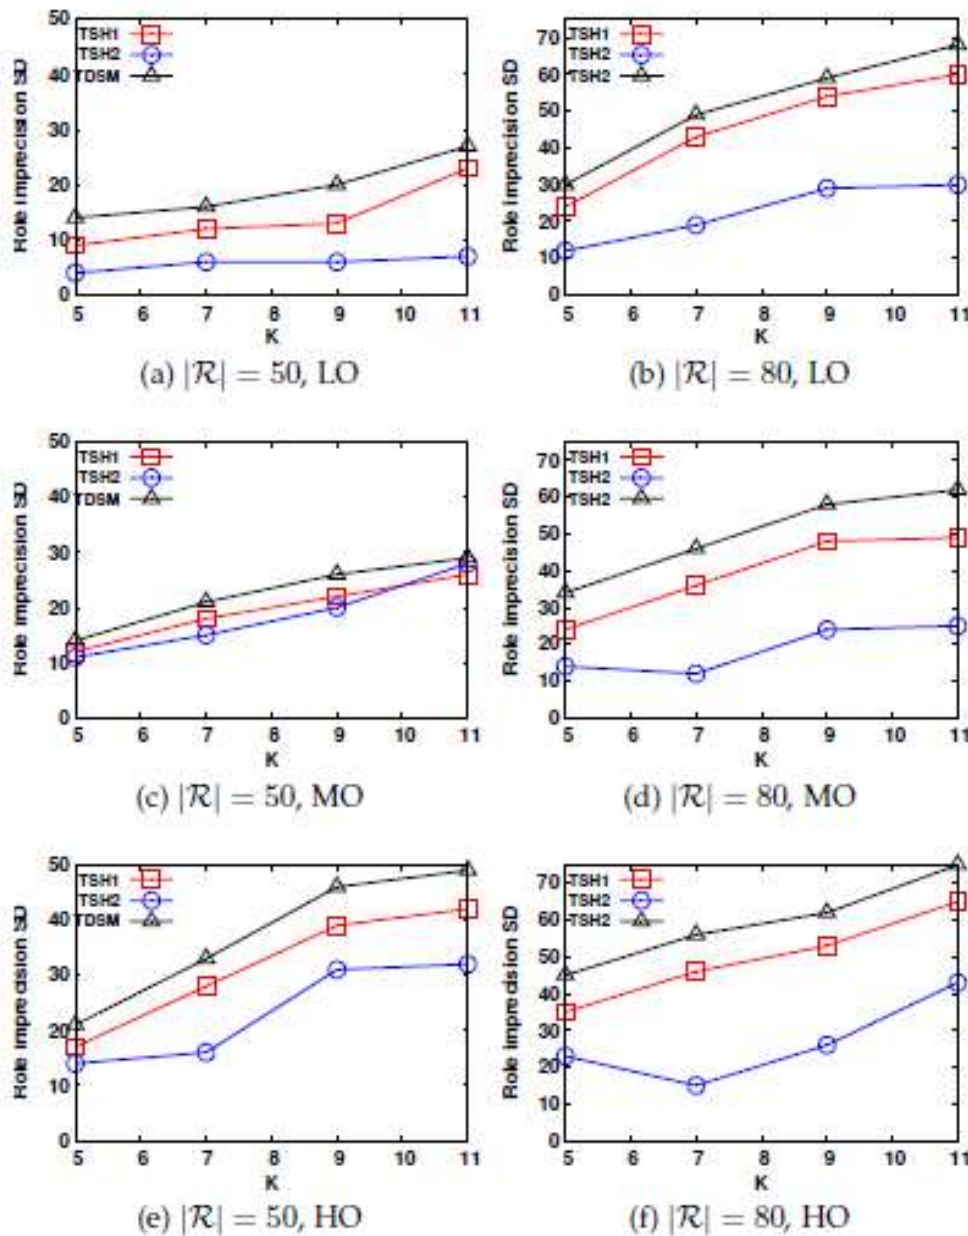 50
40
30
20
10
0
Role imprecision SD
TSH1
TSH2
TDSM
5 6 7 8 9 10 11
K
(a) |R| = 50, LO
70
60
50
40
30
20
10
0
Role imprecision SD
TSH1
TSH2
TSH2
5 6 7 8 9 10 11
K
(b) |R| = 80, LO
50
40
30
20
10
0
Role imprecision SD
TSH1
TSH2
TDSM
5 6 7 8 9 10 11
K
(c) |R| = 50, MO
70
60
50
40
30
20
10
0
Role imprecision SD
TSH1
TSH2
TSH2
5 6 7 8 9 10 11
K
(d) |R| = 80, MO
50
40
30
20
10
0
Role imprecision SD
TSH1
TSH2
TDSM
5 6 7 8 9 10 11
K
(e) |R| = 50, HO
70
60
50
40
30
20
10
0
Role imprecision SD
TSH1
TSH2
TSH2
5 6 7 8 9 10 11
K
(f) |R| = 80, HO